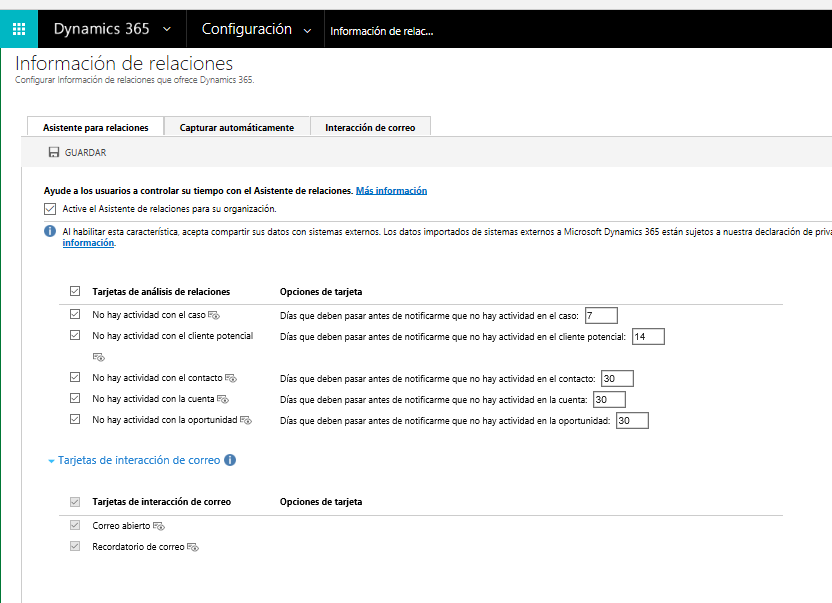 Dynamics 365 Configuración Información de relac...
Información de relaciones
Configurar Información de relaciones que ofrece Dynamics 365.
Asistente para relaciones Capturar automáticamente Interacción de correo
GUARDAR
Ayude a los usuarios a controlar su tiempo con el Asistente de relaciones. Más información
Active el Asistente de relaciones para su organización.
Al habilitar esta característica, acepta compartir sus datos con sistemas externos. Los datos importados de sistemas externos a Microsoft Dynamics 365 están sujetos a nuestra declaración de priva
información.
Tarjetas de análisis de relaciones Opciones de tarjeta
No hay actividad con el caso Días que deben pasar antes de notificarme que no hay actividad en el caso: 7
No hay actividad con el cliente potencial Días que deben pasar antes de notificarme que no hay actividad en el cliente potencial: 14
No hay actividad con el contacto Días que deben pasar antes de notificarme que no hay actividad en el contacto: 30
No hay actividad con la cuenta Días que deben pasar antes de notificarme que no hay actividad en la cuenta: 30
No hay actividad con la oportunidad Días que deben pasar antes de notificarme que no hay actividad en la oportunidad: 30
Tarjetas de interacción de correo
Tarjetas de interacción de correo Opciones de tarjeta
Correo abierto
Recordatorio de correo